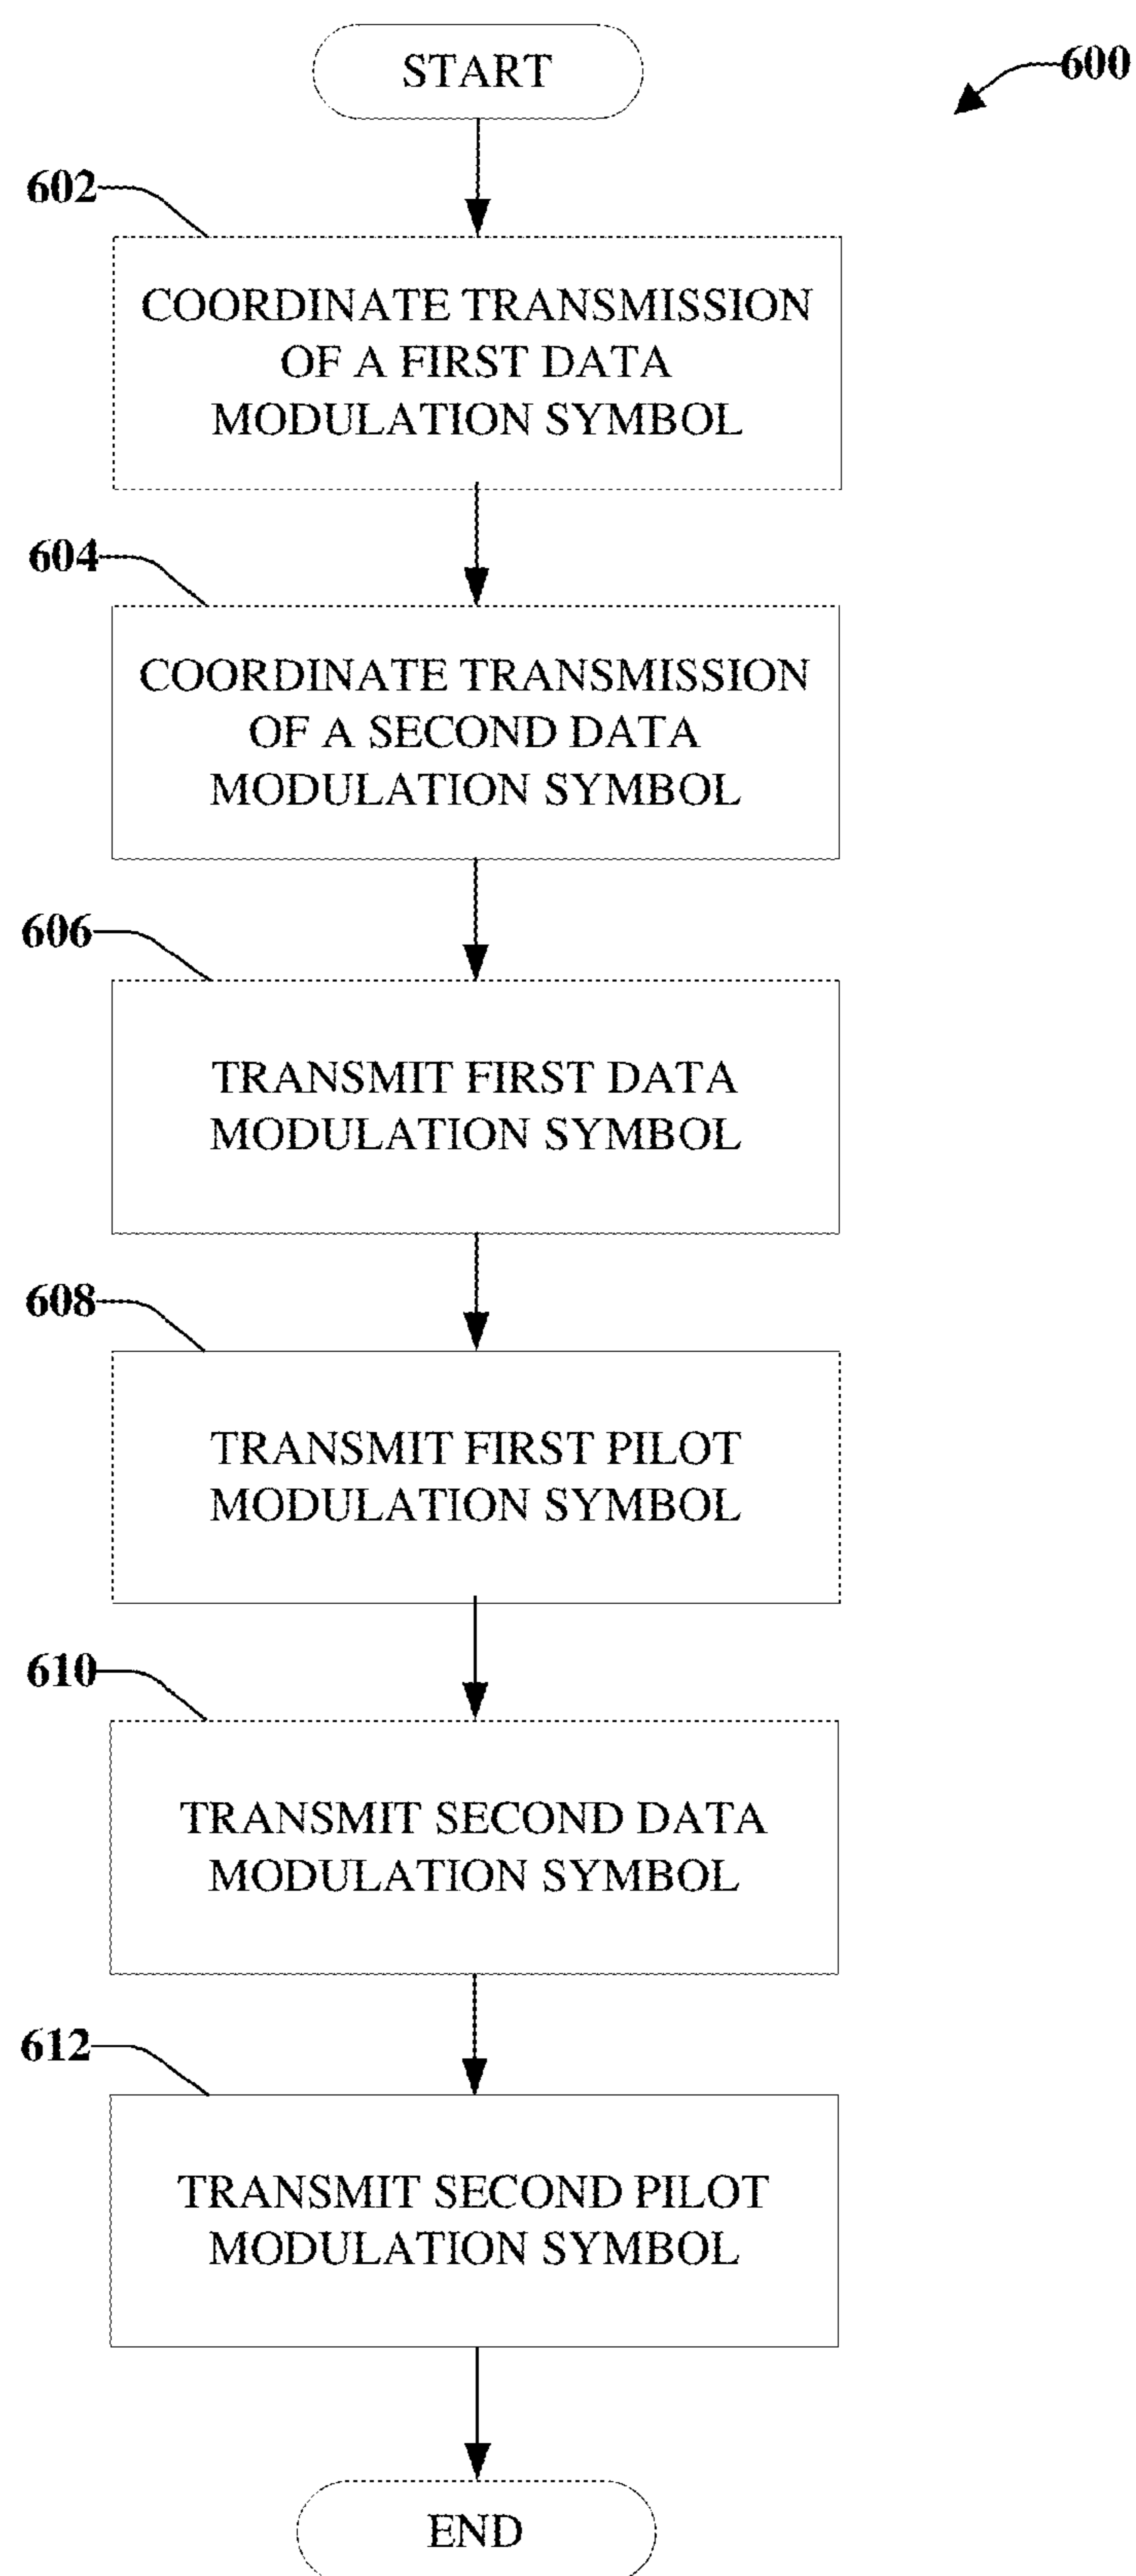 START
600
602
COORDINATE TRANSMISSION
OF A FIRST DATA
MODULATION SYMBOL
604
COORDINATE TRANSMISSION
OF A SECOND DATA
MODULATION SYMBOL
606
TRANSMIT FIRST DATA
MODULATION SYMBOL
608
TRANSMIT FIRST PILOT
MODULATION SYMBOL
610
TRANSMIT SECOND DATA
MODULATION SYMBOL
612
TRANSMIT SECOND PILOT
MODULATION SYMBOL
END